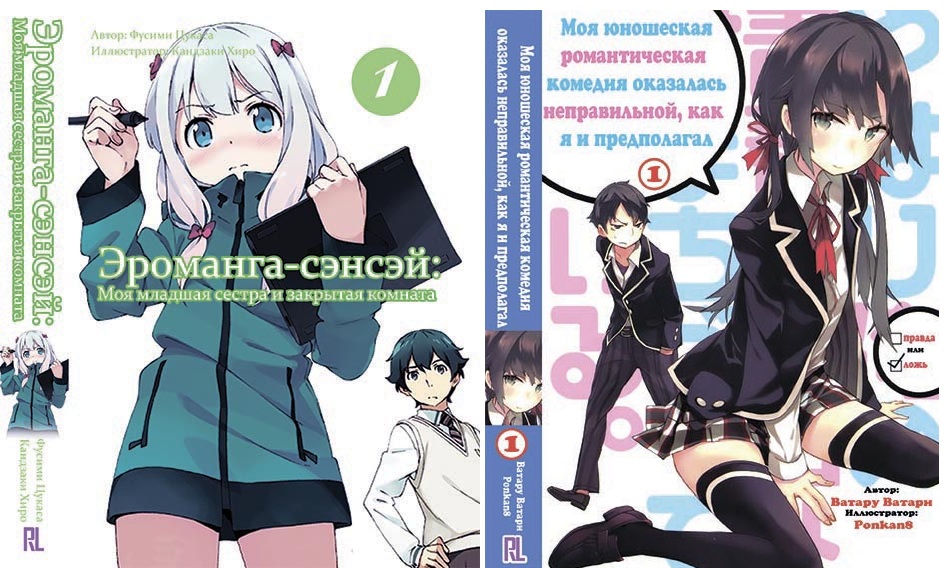 Эроманга-сэнсэй:
Моя младшая сестра и закрытая комната
Фусими Цукаса
Кандзаки Хиро
RL
Автор: Фусими Цукаса
Иллюстратор: Кандзаки Хиро
1
Эроманга-сэнсэй:
Моя младшая сестра и закрытая комната
Моя юношеская романтическая комедия
оказалась неправильной, как я и предполагал
1
Ватару Ватари
Ponkan8
RL
Моя юношеская
романтическая
комедия оказалась
неправильной, как
я и предполагал
1
правда
или
ложь
Автор:
Ватару Ватари
Иллюстратор:
Ponkan8